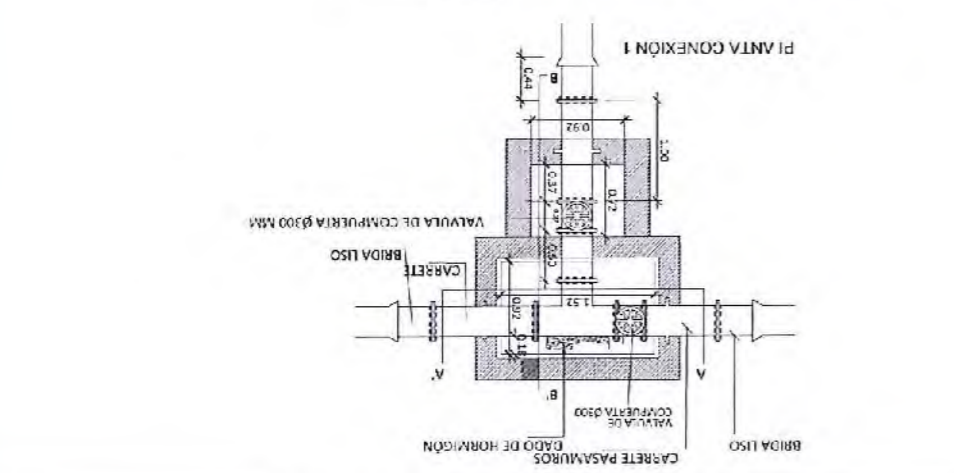 BRIDA LISO
CARRETE PASAMUROS
DADO DE HORMIGÓN
VALVULA DE
COMPUERTA Ø300
B'
A'
A
0.18
0.92
1.52
CARRETE
BRIDA LISO
0.50
VALVULA DE COMPUERTA Ø300 MM
0.37
0.72
1.00
0.92
B
0.44
PLANTA CONEXIÓN 1